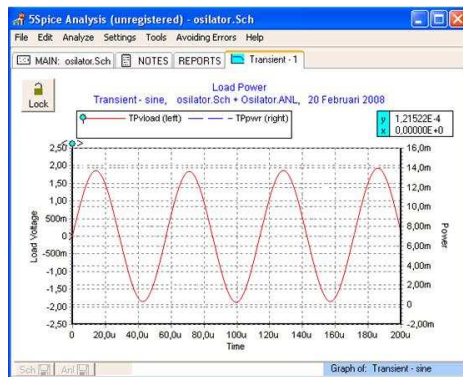 5Spice Analysis (unregistered) - osilator.Sch
File Edit Analyze Settings Tools Avoiding Errors Help
MAIN: osilator.Sch NOTES REPORTS Transient - 1
Lock
Load Power
Transient - sine, osilator.Sch + Osilator.ANL, 20 Februari 2008
TPvload (left) TPpwr (right)
y 1,21522E-4
x 0,00000E+0
< >
2,50 16,0m
2,00 14,0m
1,50 12,0m
1,00 10,00m
500m 8,00m
0 6,00m
-500m 4,00m
-1,00 2,00m
-1,50 0
-2,00
-2,50 -2,00m
Load Voltage
Power
0 20,0u 40,0u 60,0u 80,0u 100u 120u 140u 160u 180u 200u
Time
Sch Anl Graph of: Transient - sine